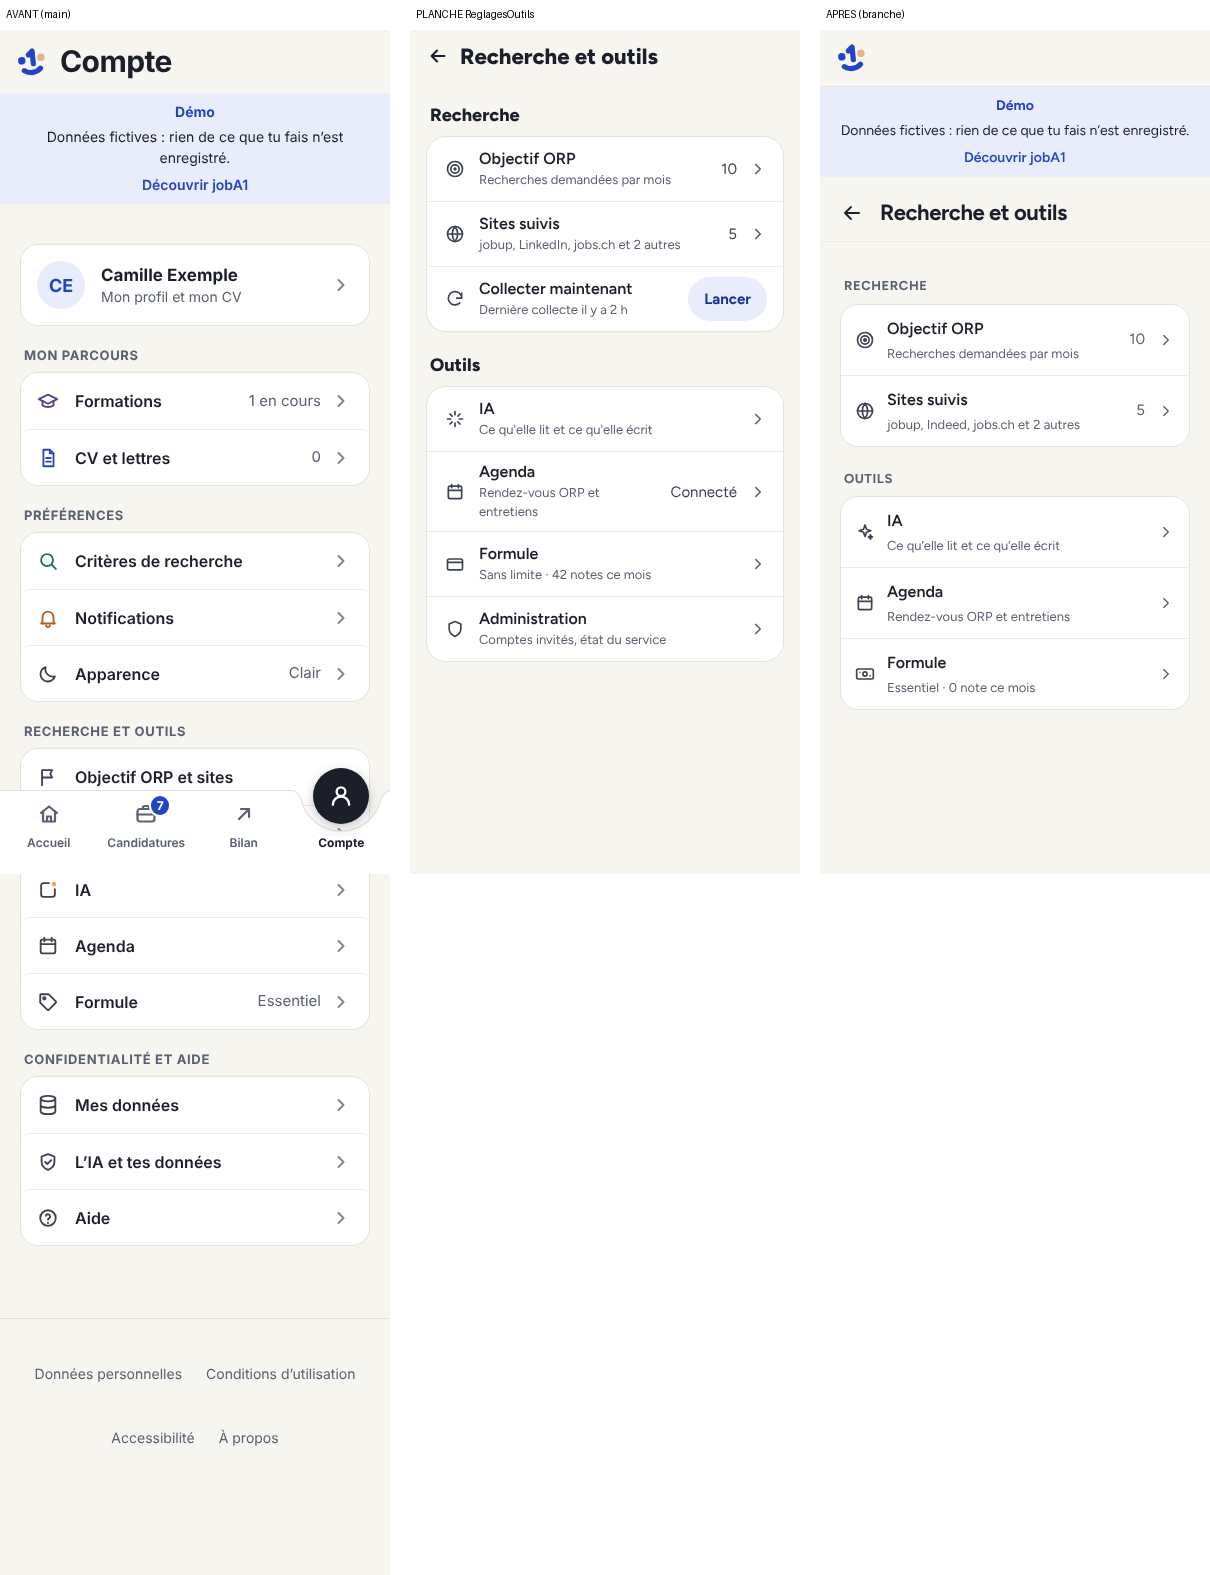 AVANT (main)
Compte
Démo
Données fictives : rien de ce que tu fais n’est
enregistré.
Découvrir jobA1
CE
Camille Exemple
Mon profil et mon CV
MON PARCOURS
Formations
1 en cours
CV et lettres
0
PRÉFÉRENCES
Critères de recherche
Notifications
Apparence
Clair
RECHERCHE ET OUTILS
Objectif ORP et sites
Accueil
7
Candidatures
Bilan
Compte
IA
Agenda
Formule
Essentiel
CONFIDENTIALITÉ ET AIDE
Mes données
L’IA et tes données
Aide
Données personnelles
Conditions d’utilisation
Accessibilité
À propos
PLANCHE ReglagesOutils
Recherche et outils
Recherche
Objectif ORP
Recherches demandées par mois
10
Sites suivis
jobup, LinkedIn, jobs.ch et 2 autres
5
Collecter maintenant
Dernière collecte il y a 2 h
Lancer
Outils
IA
Ce qu'elle lit et ce qu'elle écrit
Agenda
Rendez-vous ORP et
entretiens
Connecté
Formule
Sans limite · 42 notes ce mois
Administration
Comptes invités, état du service
APRES (branche)
Démo
Données fictives : rien de ce que tu fais n’est enregistré.
Découvrir jobA1
Recherche et outils
RECHERCHE
Objectif ORP
Recherches demandées par mois
10
Sites suivis
jobup, Indeed, jobs.ch et 2 autres
5
OUTILS
IA
Ce qu’elle lit et ce qu’elle écrit
Agenda
Rendez-vous ORP et entretiens
Formule
Essentiel · 0 note ce mois